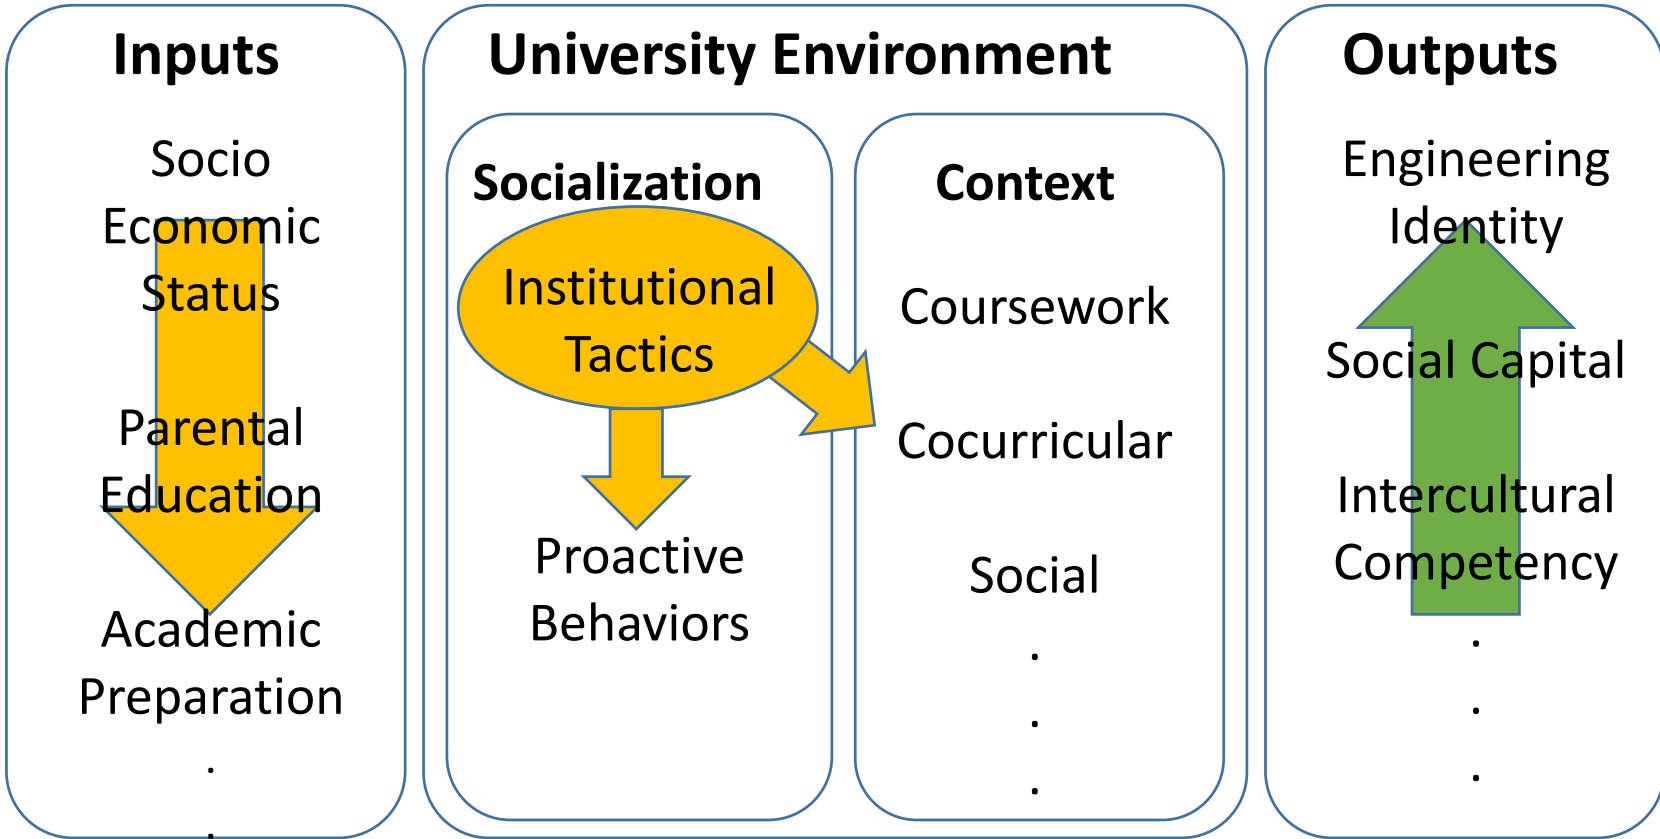 Inputs
Socio
Economic
Status
Parental
Education
Academic
Preparation
.
.
University Environment
Socialization
Institutional
Tactics
Proactive
Behaviors
Context
Coursework
Cocurricular
Social
.
.
.
Outputs
Engineering
Identity
Social Capital
Intercultural
Competency
.
.
.